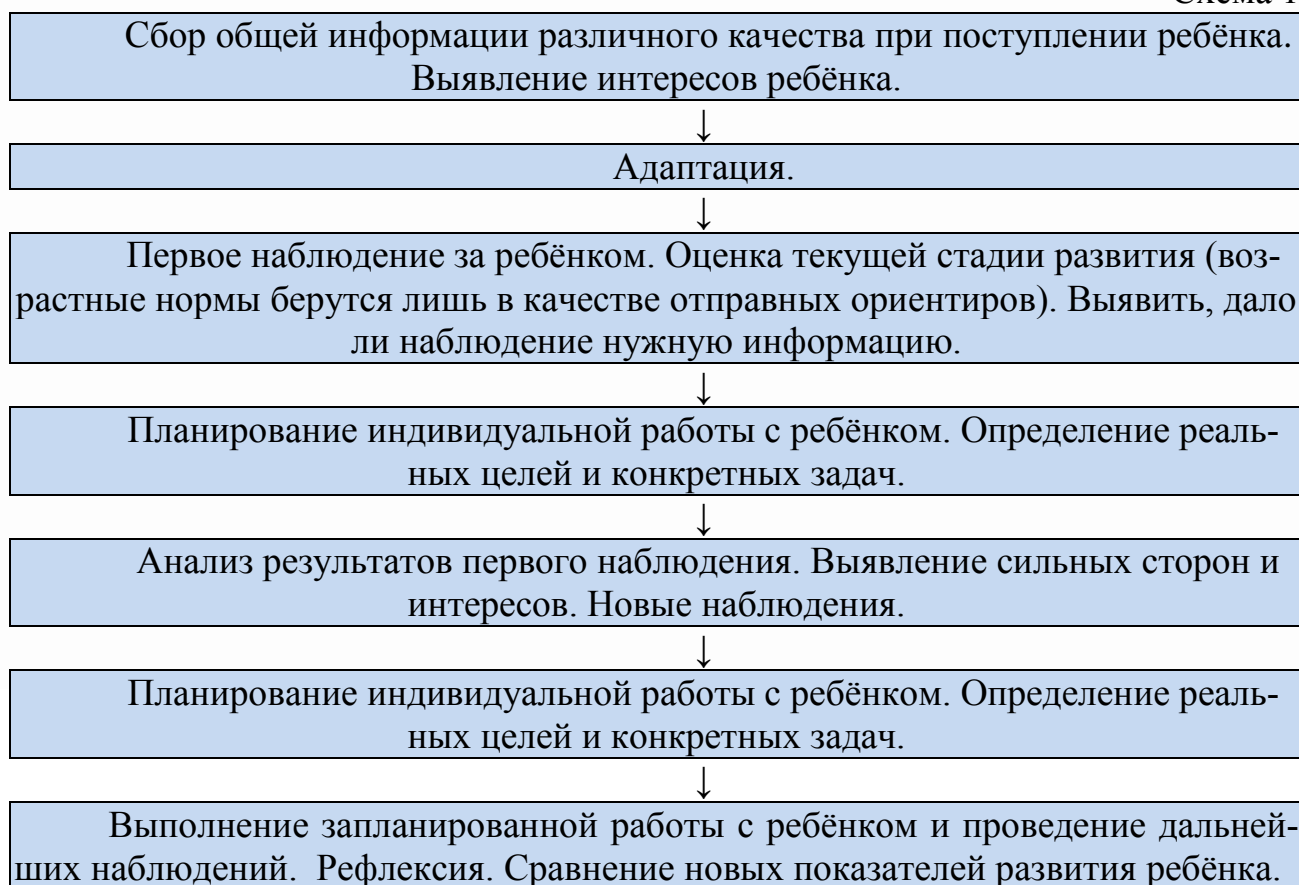 Сбор общей информации различного качества при поступлении ребёнка.
Выявление интересов ребёнка.
↓
Адаптация.
↓
Первое наблюдение за ребёнком. Оценка текущей стадии развития (воз-
растные нормы берутся лишь в качестве отправных ориентиров). Выявить, дало
ли наблюдение нужную информацию.
↓
Планирование индивидуальной работы с ребёнком. Определение реаль-
ных целей и конкретных задач.
↓
Анализ результатов первого наблюдения. Выявление сильных сторон и
интересов. Новые наблюдения.
↓
Планирование индивидуальной работы с ребёнком. Определение реаль-
ных целей и конкретных задач.
↓
Выполнение запланированной работы с ребёнком и проведение дальней-
ших наблюдений. Рефлексия. Сравнение новых показателей развития ребёнка.